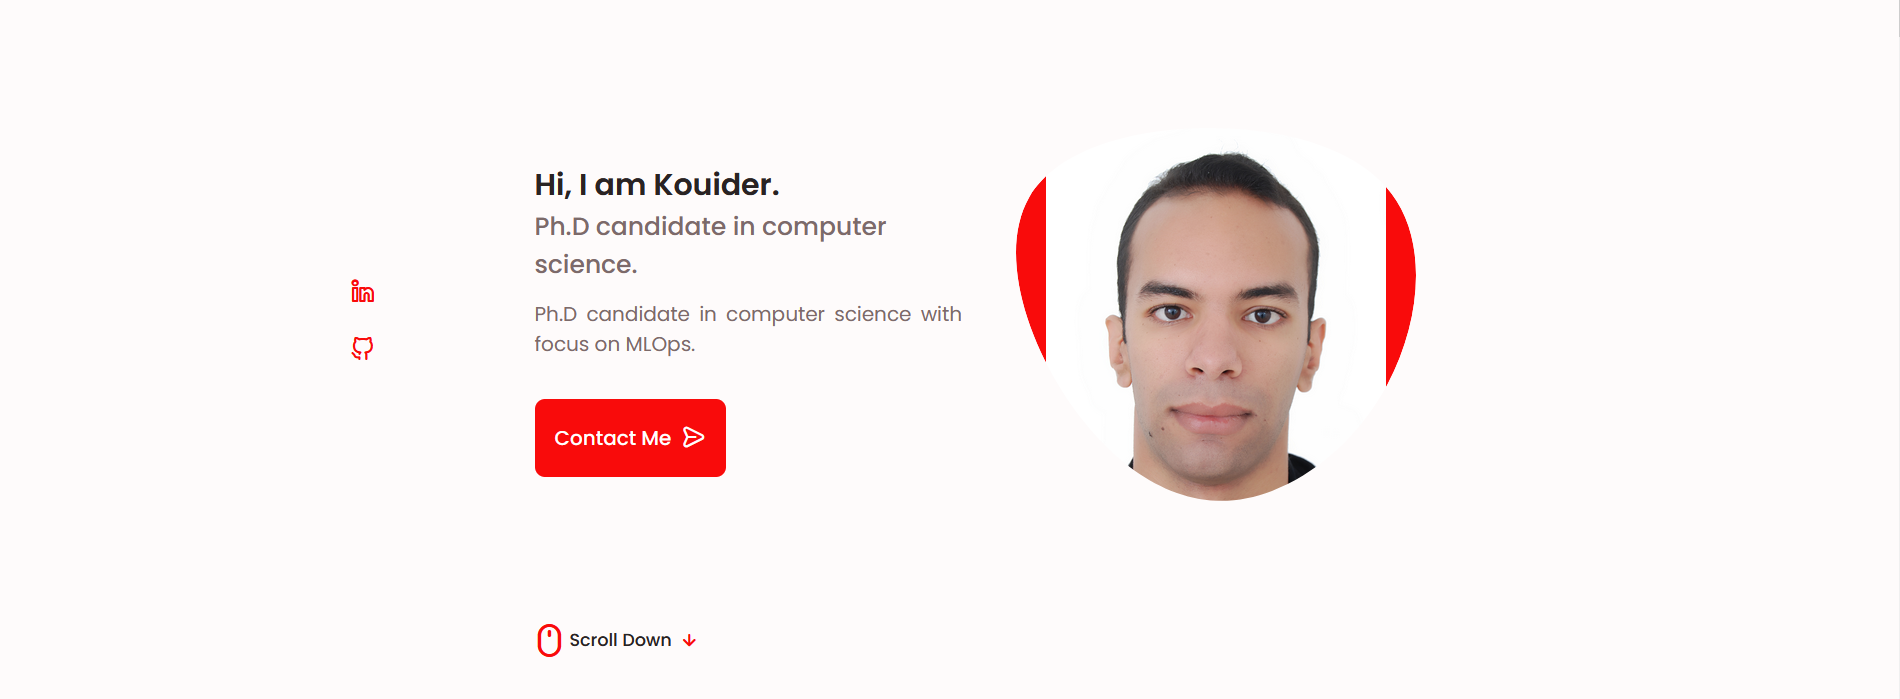 Hi, I am Kouider.
Ph.D candidate in computer
science.
Ph.D candidate in computer science with
focus on MLOps.
Contact Me
Scroll Down